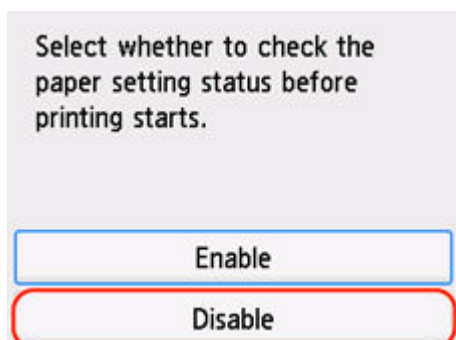 Select whether to check the
paper setting status before
printing starts.
Enable
Disable